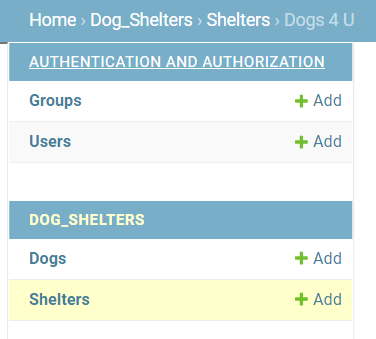 Home › Dog_Shelters › Shelters › Dogs 4 U
AUTHENTICATION AND AUTHORIZATION
Groups + Add
Users + Add
DOG_SHELTERS
Dogs + Add
Shelters + Add